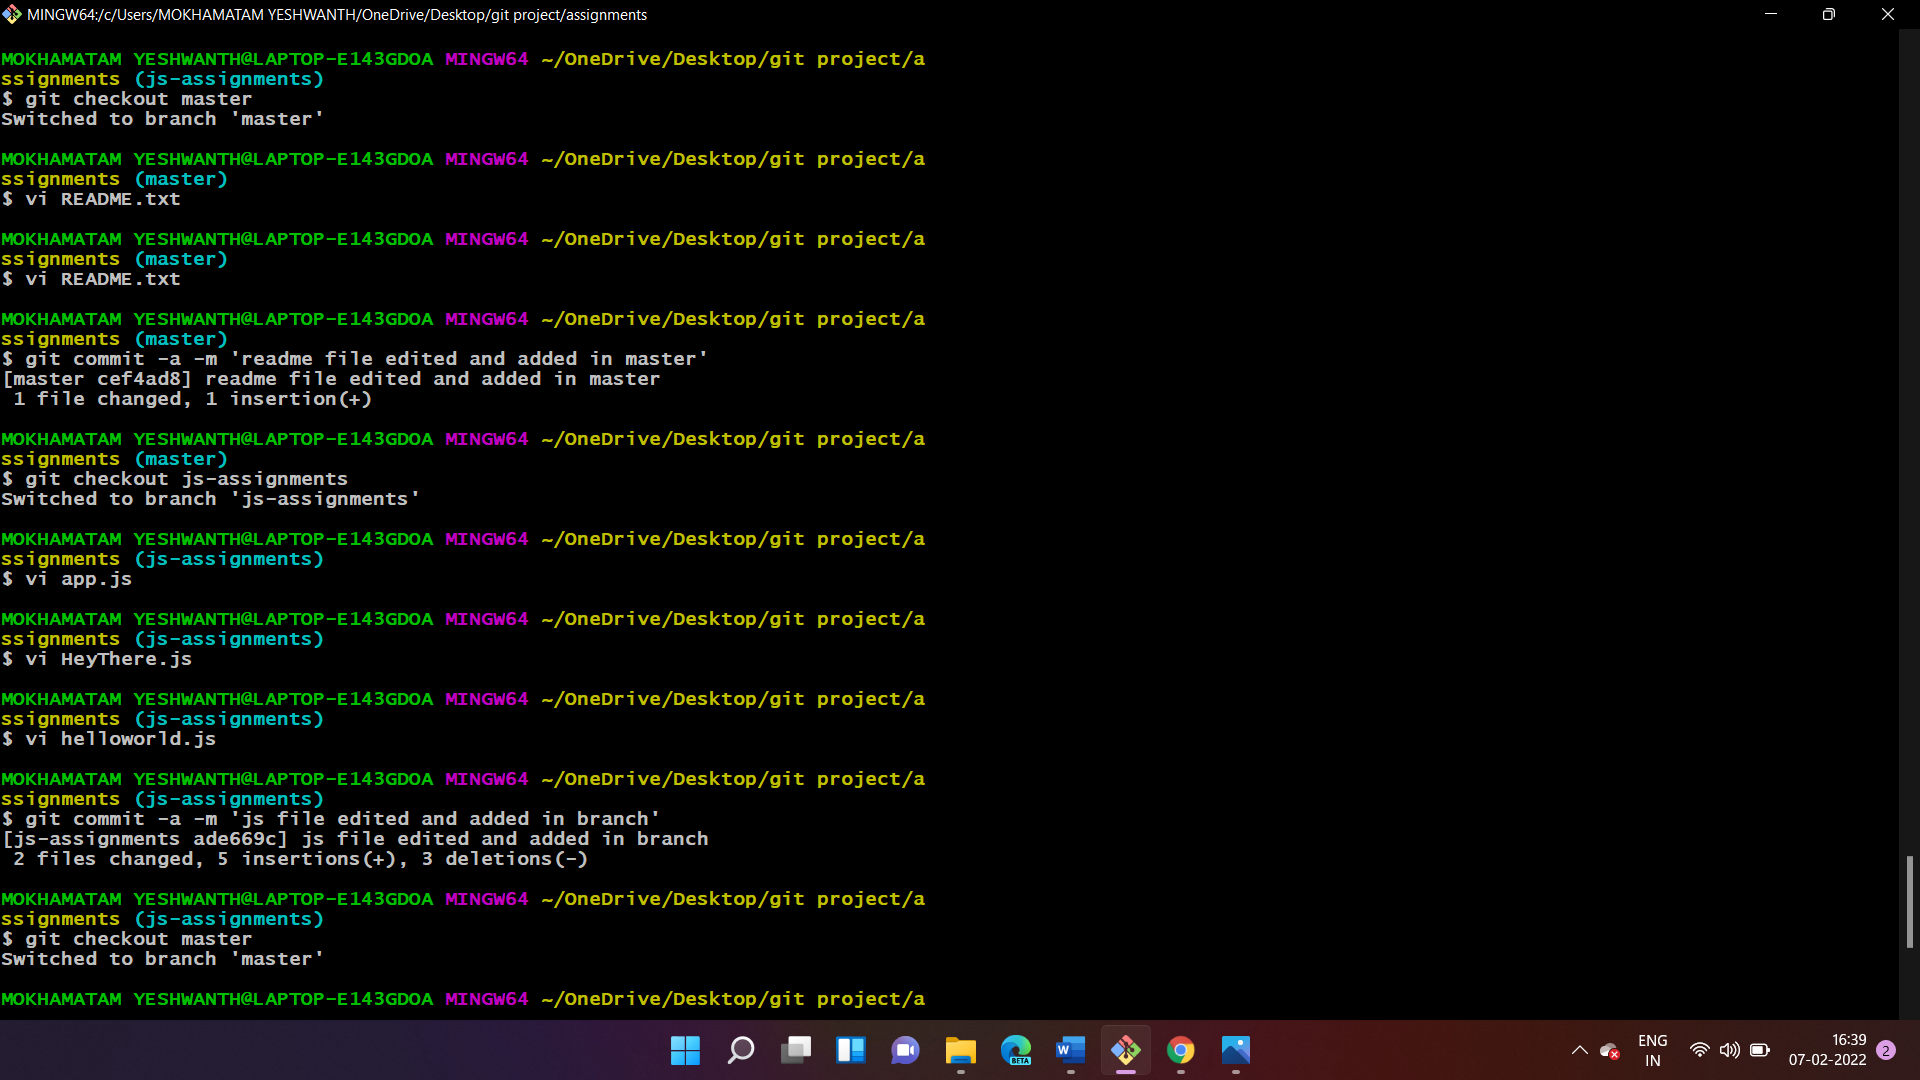 MINGW64:/c/Users/MOKHAMATAM YESHWANTH/OneDrive/Desktop/git project/assignments
MOKHAMATAM YESHWANTH@LAPTOP-E143GDOA MINGW64 ~/OneDrive/Desktop/git project/a
ssignments (js-assignments)
$ git checkout master
Switched to branch 'master'
MOKHAMATAM YESHWANTH@LAPTOP-E143GDOA MINGW64 ~/OneDrive/Desktop/git project/a
ssignments (master)
$ vi README.txt
MOKHAMATAM YESHWANTH@LAPTOP-E143GDOA MINGW64 ~/OneDrive/Desktop/git project/a
ssignments (master)
$ vi README.txt
MOKHAMATAM YESHWANTH@LAPTOP-E143GDOA MINGW64 ~/OneDrive/Desktop/git project/a
ssignments (master)
$ git commit -a -m 'readme file edited and added in master'
[master cef4ad8] readme file edited and added in master
 1 file changed, 1 insertion(+)
MOKHAMATAM YESHWANTH@LAPTOP-E143GDOA MINGW64 ~/OneDrive/Desktop/git project/a
ssignments (master)
$ git checkout js-assignments
Switched to branch 'js-assignments'
MOKHAMATAM YESHWANTH@LAPTOP-E143GDOA MINGW64 ~/OneDrive/Desktop/git project/a
ssignments (js-assignments)
$ vi app.js
MOKHAMATAM YESHWANTH@LAPTOP-E143GDOA MINGW64 ~/OneDrive/Desktop/git project/a
ssignments (js-assignments)
$ vi HeyThere.js
MOKHAMATAM YESHWANTH@LAPTOP-E143GDOA MINGW64 ~/OneDrive/Desktop/git project/a
ssignments (js-assignments)
$ vi helloworld.js
MOKHAMATAM YESHWANTH@LAPTOP-E143GDOA MINGW64 ~/OneDrive/Desktop/git project/a
ssignments (js-assignments)
$ git commit -a -m 'js file edited and added in branch'
[js-assignments ade669c] js file edited and added in branch
 2 files changed, 5 insertions(+), 3 deletions(-)
MOKHAMATAM YESHWANTH@LAPTOP-E143GDOA MINGW64 ~/OneDrive/Desktop/git project/a
ssignments (js-assignments)
$ git checkout master
Switched to branch 'master'
MOKHAMATAM YESHWANTH@LAPTOP-E143GDOA MINGW64 ~/OneDrive/Desktop/git project/a
BETA
W
ENG
IN
16:39
07-02-2022
2